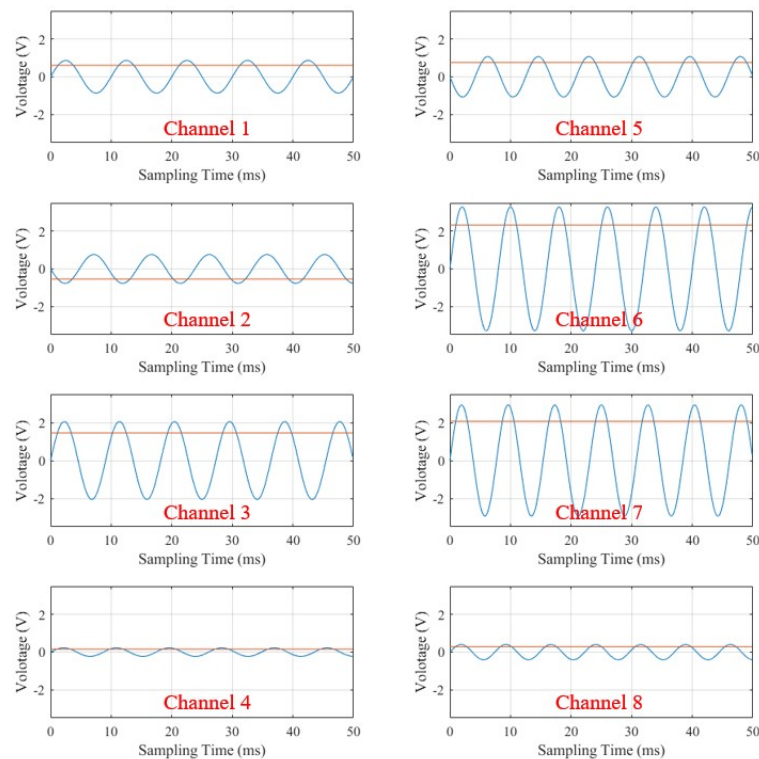 Volotage (V)
2
0
-2
Channel 1
0 10 20 30 40 50
Sampling Time (ms)
Volotage (V)
2
0
-2
Channel 5
0 10 20 30 40 50
Sampling Time (ms)
Volotage (V)
2
0
-2
Channel 2
0 10 20 30 40 50
Sampling Time (ms)
Volotage (V)
2
0
-2
Channel 6
0 10 20 30 40 50
Sampling Time (ms)
Volotage (V)
2
0
-2
Channel 3
0 10 20 30 40 50
Sampling Time (ms)
Volotage (V)
2
0
-2
Channel 7
0 10 20 30 40 50
Sampling Time (ms)
Volotage (V)
2
0
-2
Channel 4
0 10 20 30 40 50
Sampling Time (ms)
Volotage (V)
2
0
-2
Channel 8
0 10 20 30 40 50
Sampling Time (ms)